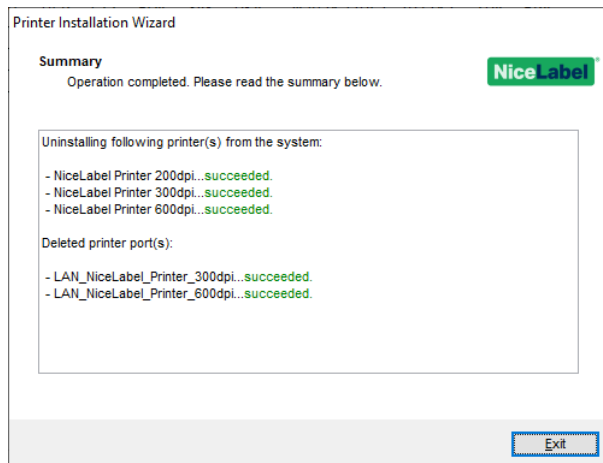 Printer Installation Wizard
Summary
Operation completed. Please read the summary below.
NiceLabel
Uninstalling following printer(s) from the system:
- NiceLabel Printer 200dpi...succeeded.
- NiceLabel Printer 300dpi...succeeded.
- NiceLabel Printer 600dpi...succeeded.
Deleted printer port(s):
- LAN_NiceLabel_Printer_300dpi...succeeded.
- LAN_NiceLabel_Printer_600dpi...succeeded.
Exit